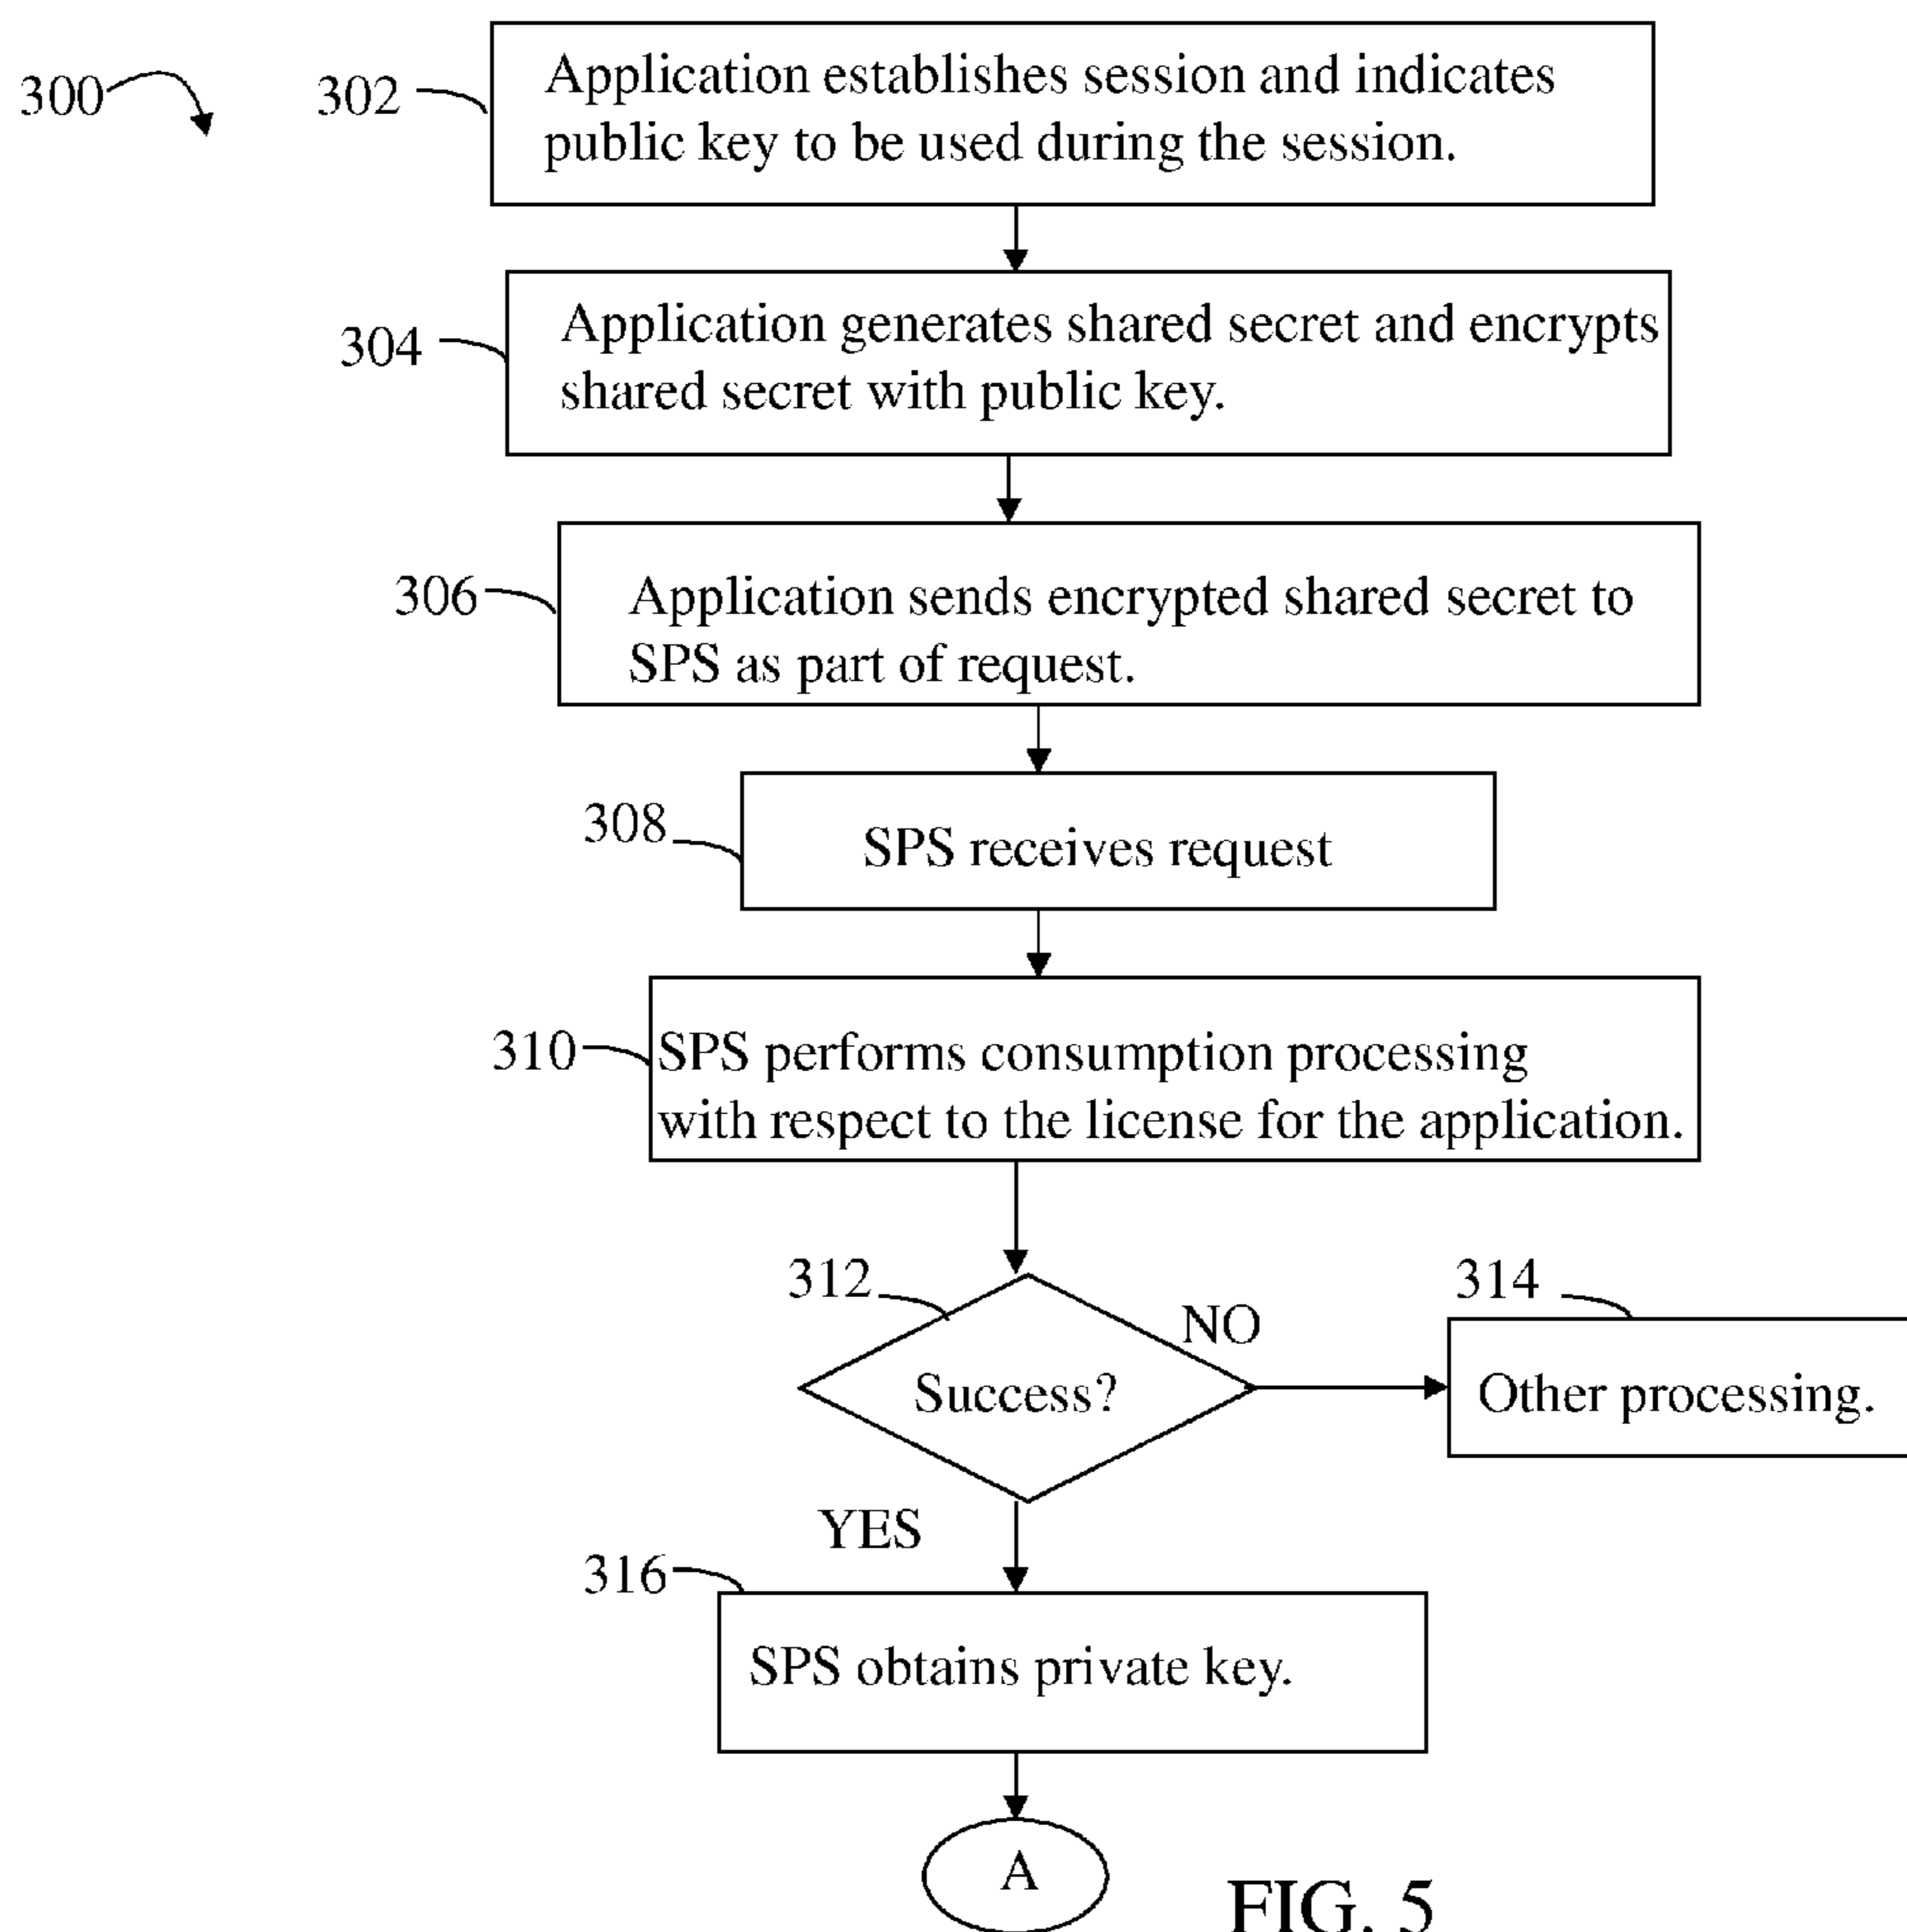 300
302
Application establishes session and indicates
public key to be used during the session.
304
Application generates shared secret and encrypts
shared secret with public key.
306
Application sends encrypted shared secret to
SPS as part of request.
308
SPS receives request
310
SPS performs consumption processing
with respect to the license for the application.
312
Success?
NO
314
Other processing.
YES
316
SPS obtains private key.
A
FIG. 5